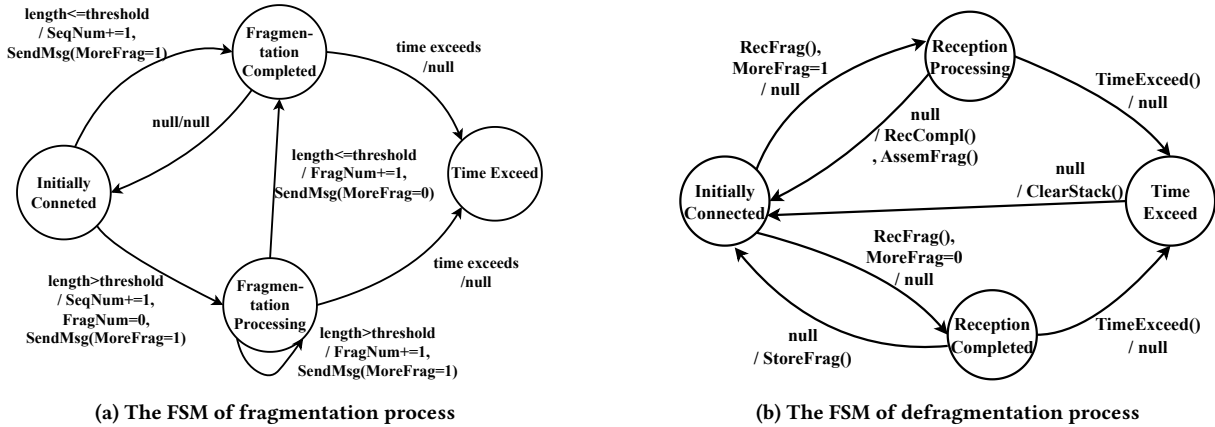 length<=threshold
/ SeqNum+=1,
SendMsg(MoreFrag=1)
Fragmen-
tation
Completed
time exceeds
/null
null/null
Initially
Conneted
length<=threshold
/ FragNum+=1,
SendMsg(MoreFrag=0)
Time Exceed
length>threshold
/ SeqNum+=1,
FragNum=0,
SendMsg(MoreFrag=1)
Fragmen-
tation
Processing
time exceeds
/null
length>threshold
/ FragNum+=1,
SendMsg(MoreFrag=1)
(a) The FSM of fragmentation process
RecFrag(),
MoreFrag=1
/ null
Reception
Processing
TimeExceed()
/ null
null
/ RecCompl()
, AssemFrag()
Initially
Connected
null
/ ClearStack()
Time
Exceed
RecFrag(),
MoreFrag=0
/ null
null
/ StoreFrag()
Reception
Completed
TimeExceed()
/ null
(b) The FSM of defragmentation process